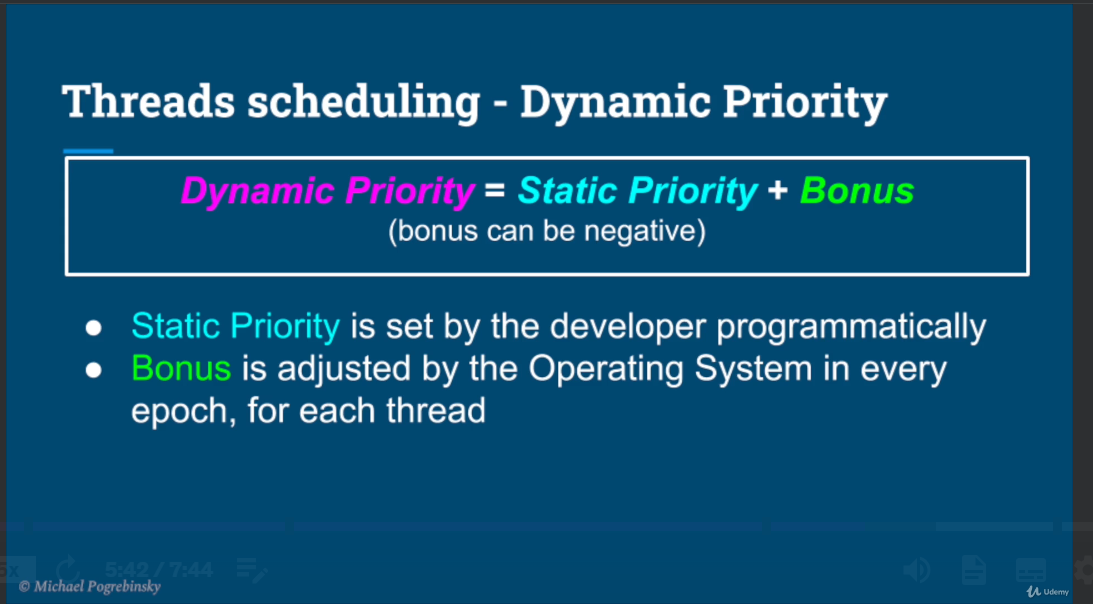 Threads scheduling - Dynamic Priority
Dynamic Priority = Static Priority + Bonus
(bonus can be negative)
● Static Priority is set by the developer programmatically
● Bonus is adjusted by the Operating System in every
epoch, for each thread
5:42 / 7:44
© Michael Pogrebinsky
Udemy